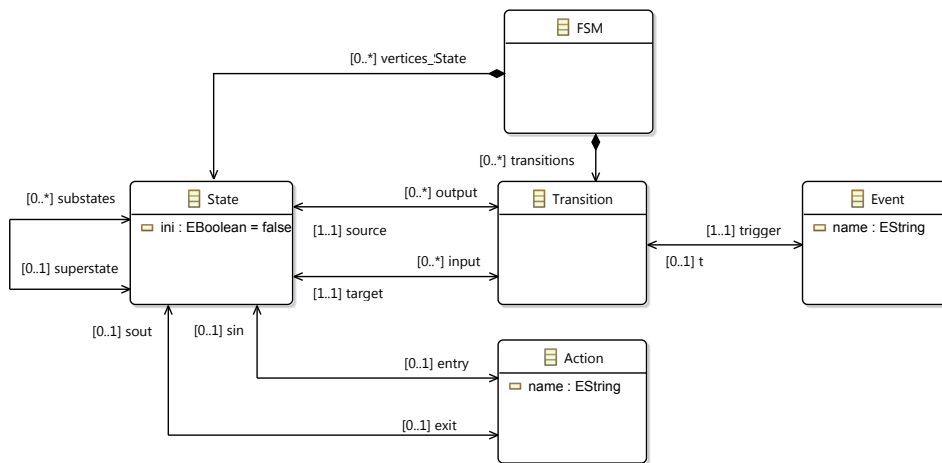 FSM
[0..*] vertices_State
[0..*] transitions
State
ini : EBoolean = false
[0..*] substates
[0..1] superstate
[0..*] output
[1..1] source
[0..*] input
[1..1] target
Transition
[1..1] trigger
[0..1] t
Event
name : EString
[0..1] sout
[0..1] sin
[0..1] entry
[0..1] exit
Action
name : EString